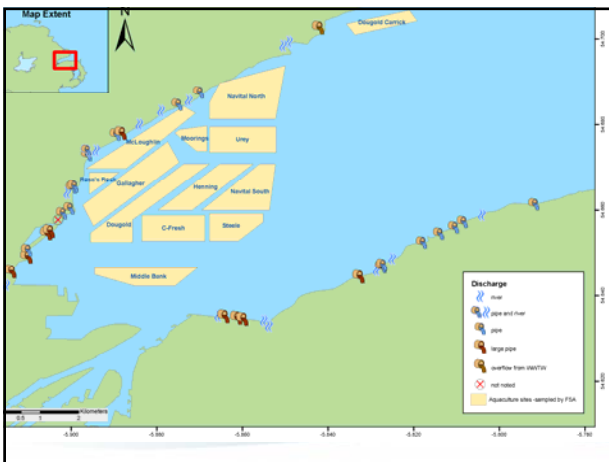 Map Extent
N
Dougold Carrick
Navital North
McLoughlin
Moorings
Urey
Gallagher
Henning
Navital South
Dougold
C-Fresh
Steele
Middle Bank
Discharge
river
pipe and river
pipe
large pipe
overflow from WWTW
not noted
Aquaculture sites -sampled by FSA
Kilometers
0.5 1 2
-5.900
-5.880
-5.860
-5.840
-5.820
-5.800
-5.780
54.700
54.680
54.660
54.640
54.620